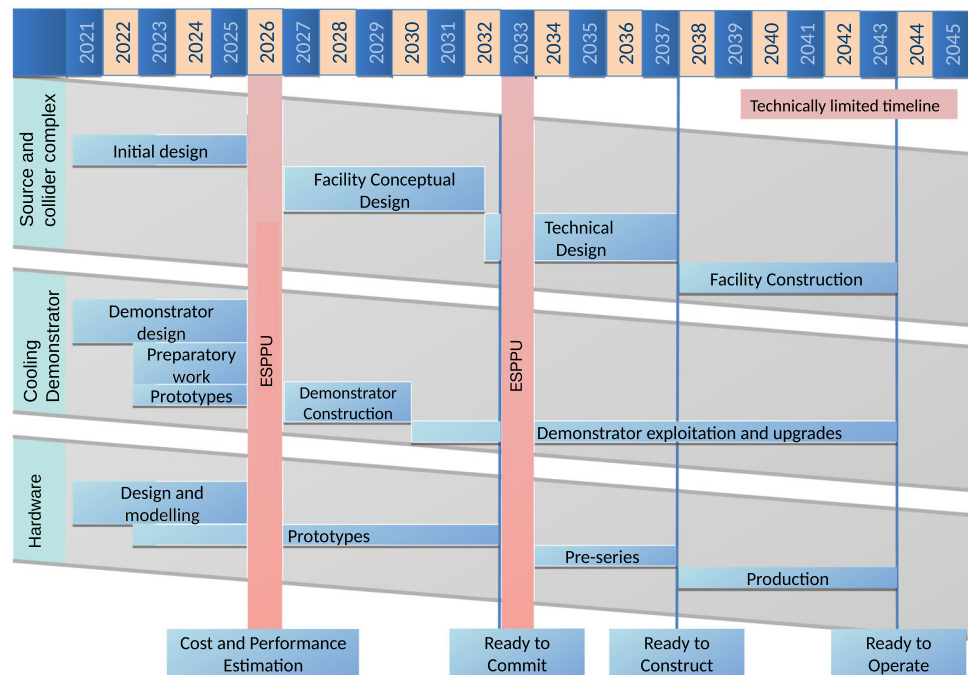 2021 2022 2023 2024 2025 2026 2027 2028 2029 2030 2031 2032 2033 2034 2035 2036 2037 2038 2039 2040 2041 2042 2043 2044 2045
Technically limited timeline
Source and
collider complex
Initial design
Facility Conceptual
Design
Technical
Design
Facility Construction
Cooling
Demonstrator
Demonstrator
design
Preparatory
work
Prototypes
ESPPU
ESPPU
Demonstrator
Construction
Demonstrator exploitation and upgrades
Hardware
Design and
modelling
Prototypes
Pre-series
Production
Cost and Performance
Estimation
Ready to
Commit
Ready to
Construct
Ready to
Operate